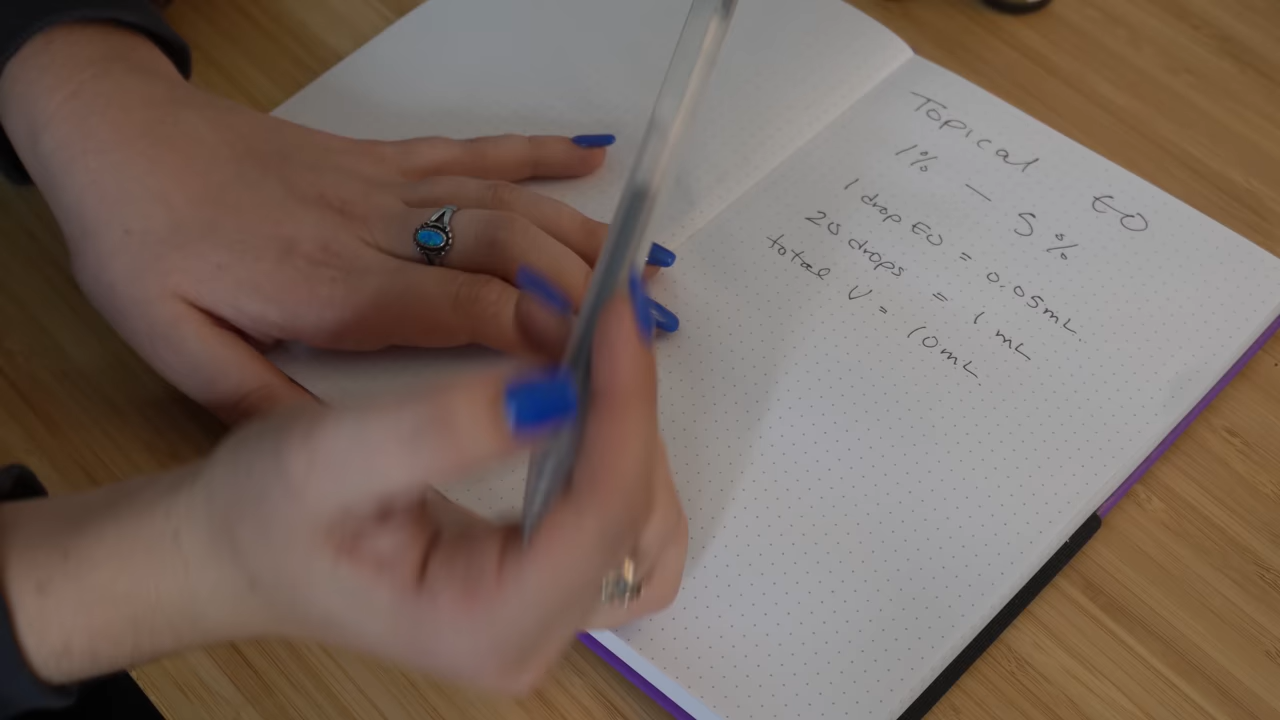 Topical EO
1% — 5%
1 drop EO = 0.05mL
20 drops = 1 mL
total V = 10mL